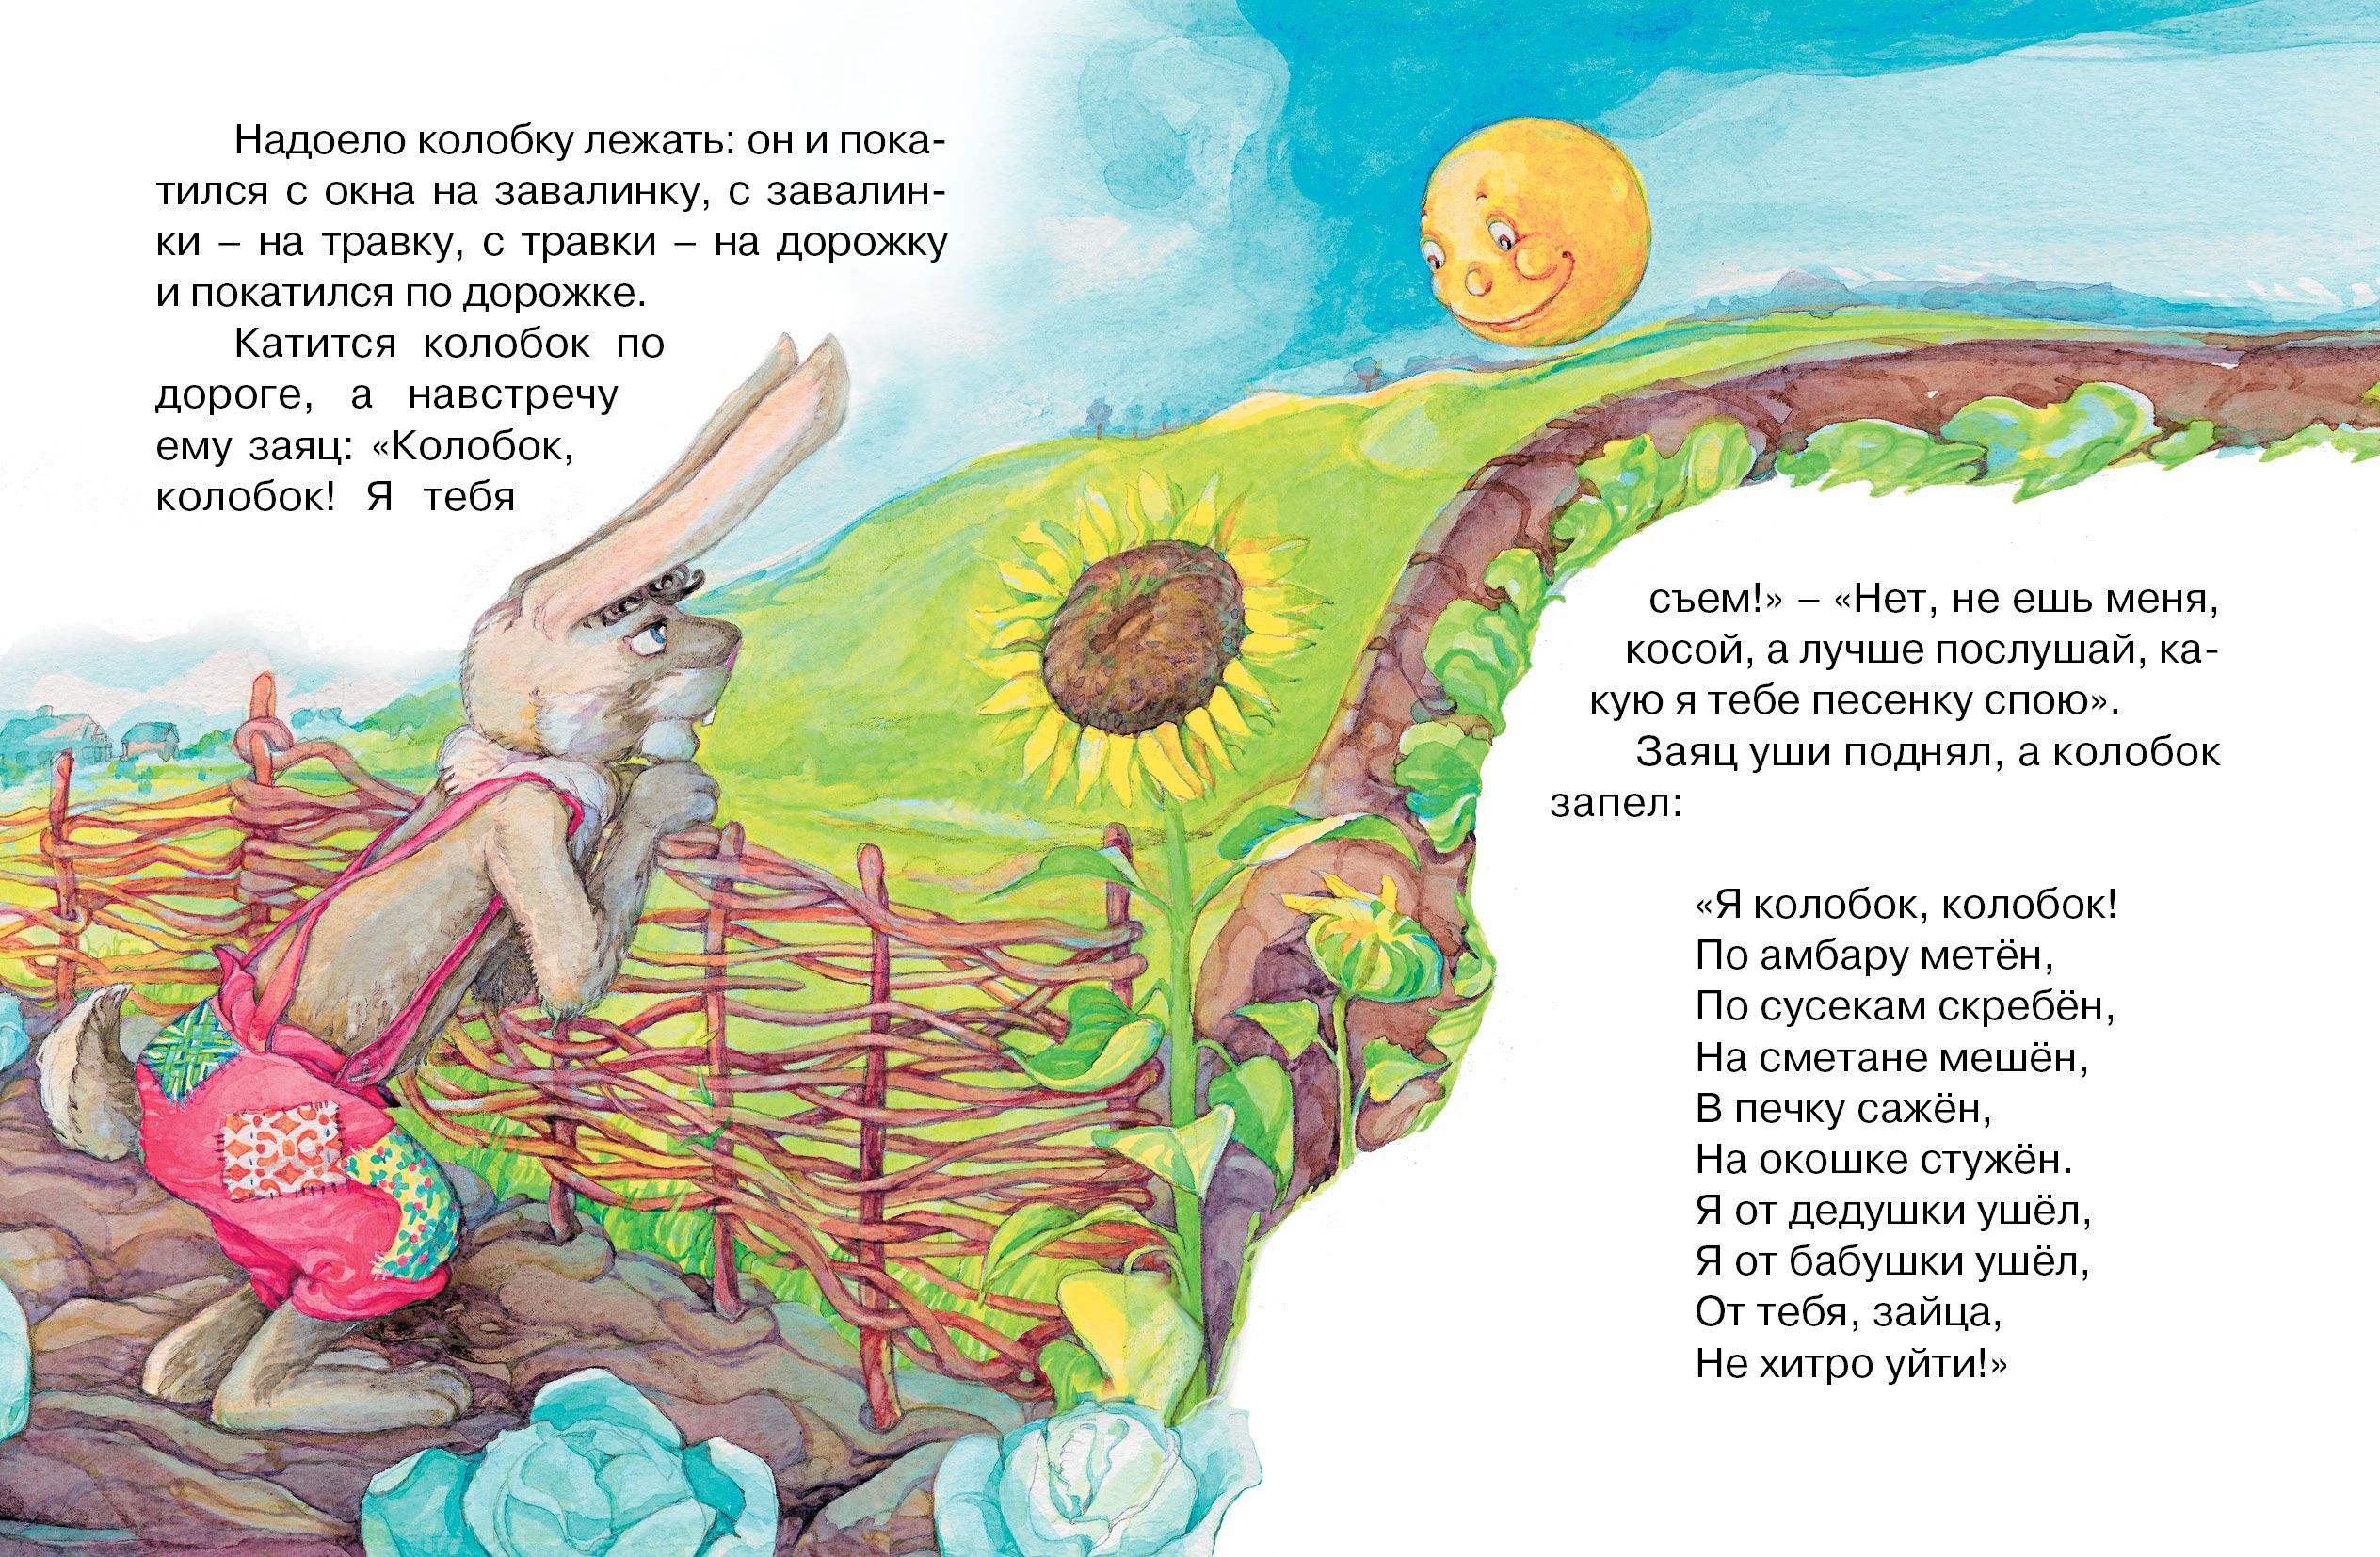 Надоело колобку лежать: он и пока-
тился с окна на завалинку, с завалин-
ки – на травку, с травки – на дорожку
и покатился по дорожке.
Катится колобок по
дороге, а навстречу
ему заяц: «Колобок,
колобок! Я тебя
съем!» – «Нет, не ешь меня,
косой, а лучше послушай, ка-
кую я тебе песенку спою».
Заяц уши поднял, а колобок
запел:
«Я колобок, колобок!
По амбару метён,
По сусекам скребён,
На сметане мешён,
В печку сажён,
На окошке стужён.
Я от дедушки ушёл,
Я от бабушки ушёл,
От тебя, зайца,
Не хитро уйти!»